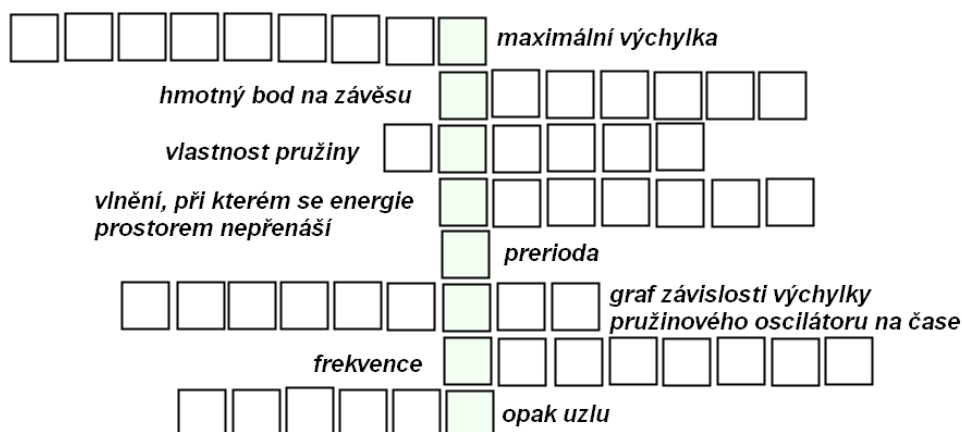 maximální výchylka
hmotný bod na závěsu
vlastnost pružiny
vlnění, při kterém se energie
prostorem nepřenáší
prerioda
graf závislosti výchylky
pružinového oscilátoru na čase
frekvence
opak uzlu